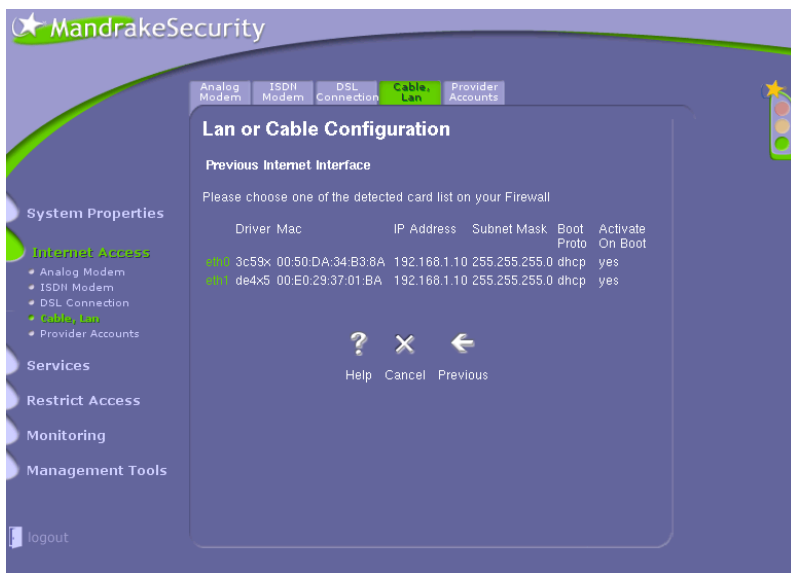 MandrakeSecurity
Analog Modem
ISDN Modem
DSL Connection
Cable, Lan
Provider Accounts
Lan or Cable Configuration
Previous Internet Interface
Please choose one of the detected card list on your Firewall
Driver Mac IP Address Subnet Mask Boot Proto Activate On Boot
eth0 3c59x 00:50:DA:34:B3:8A 192.168.1.10 255.255.255.0 dhcp yes
eth1 de4x5 00:E0:29:37:01:BA 192.168.1.10 255.255.255.0 dhcp yes
Help Cancel Previous
System Properties
Internet Access
Analog Modem
ISDN Modem
DSL Connection
Cable, Lan
Provider Accounts
Services
Restrict Access
Monitoring
Management Tools
logout